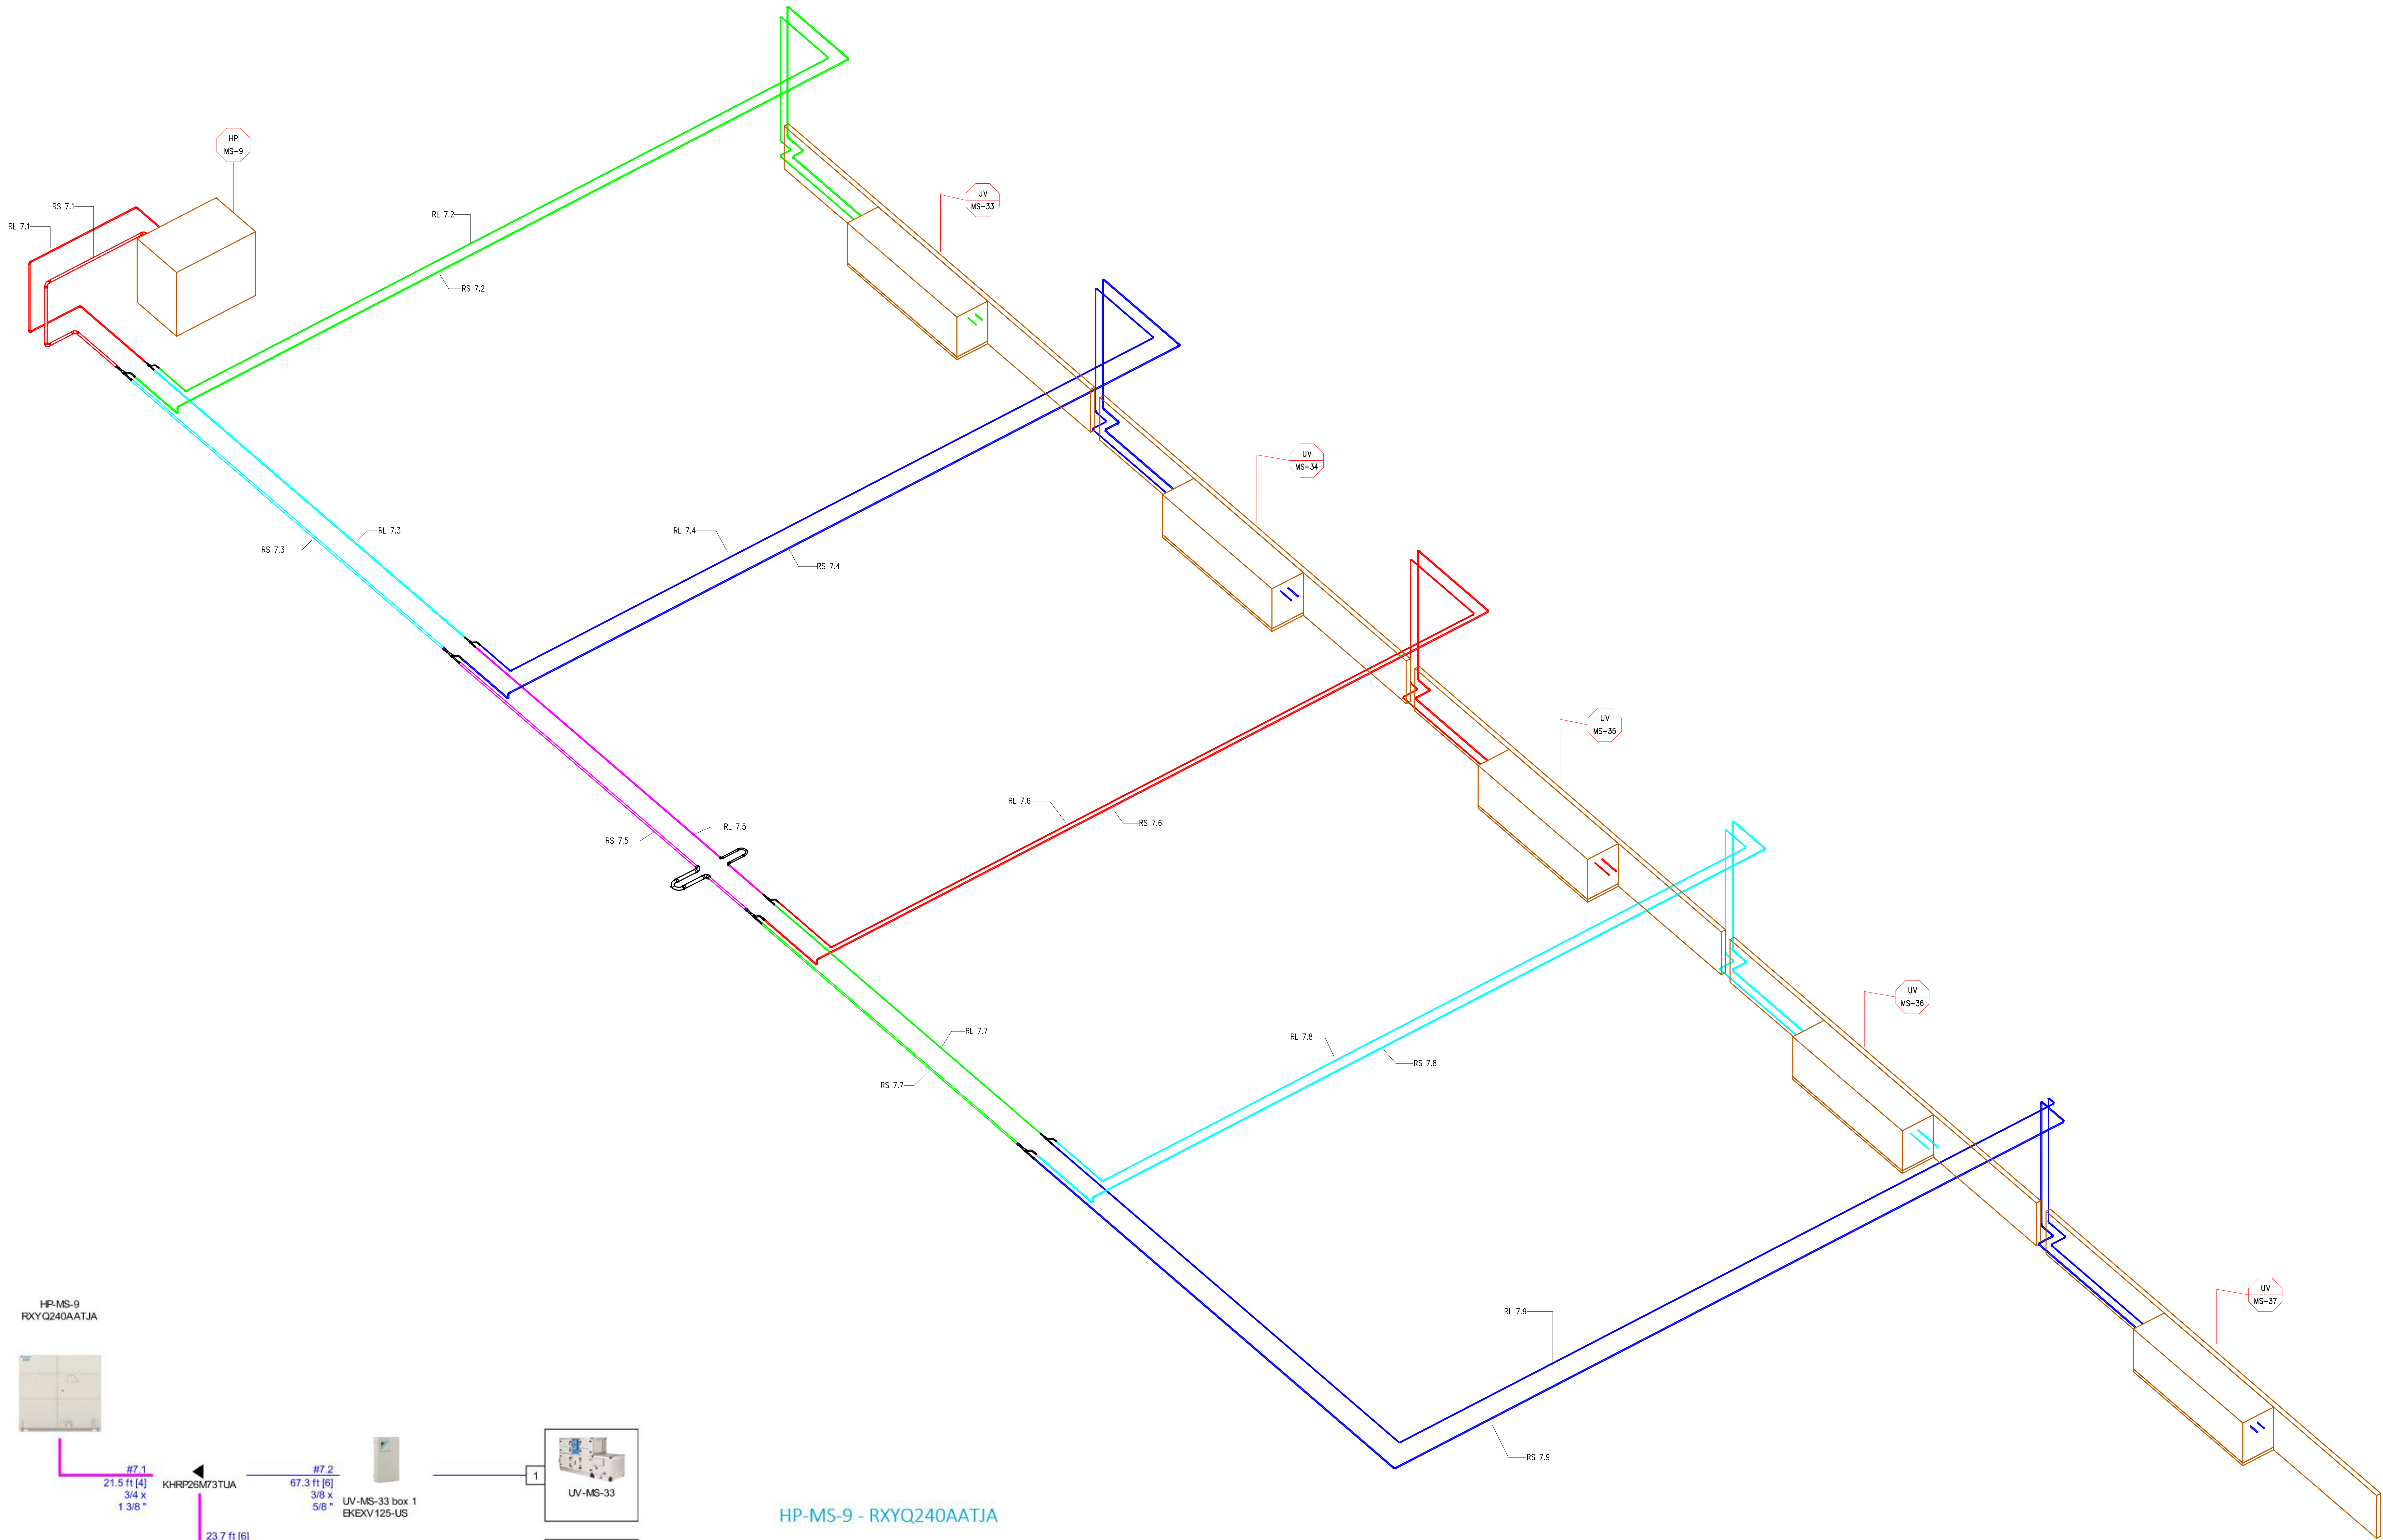 HP
MS-9
RS 7.1
RL 7.1
UV
MS-33
RL 7.2
RS 7.2
UV
MS-34
RL 7.3
RS 7.3
RL 7.4
RS 7.4
UV
MS-35
RL 7.5
RS 7.5
RL 7.6
RS 7.6
UV
MS-36
RL 7.7
RS 7.7
RL 7.8
RS 7.8
UV
MS-37
RL 7.9
RS 7.9
HP-MS-9
RXYQ240AATJA
#7.1
21.5 ft [4]
3/4 x
1 3/8 "
KHRP26M73TUA
#7.2
67.3 ft [6]
3/8 x
5/8 "
UV-MS-33 box 1
EKEXV125-US
1
UV-MS-33
23.7 ft [6]
HP-MS-9 - RXYQ240AATJA